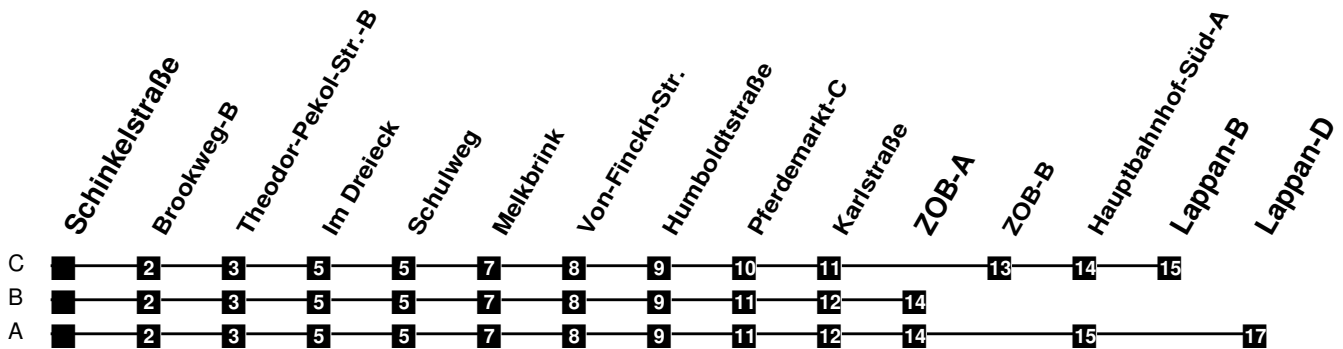 Schinkelstraße
Brookweg-B
Theodor-Pekol-Str.-B
Im Dreieck
Schulweg
Melkbrink
Von-Finckh-Str.
Humboldtstraße
Pferdemarkt-C
Karlstraße
ZOB-A
ZOB-B
Hauptbahnhof-Süd-A
Lappan-B
Lappan-D
C 2 3 5 5 7 8 9 10 11 13 14 15
B 2 3 5 5 7 8 9 11 12 14
A 2 3 5 5 7 8 9 11 12 14 15 17